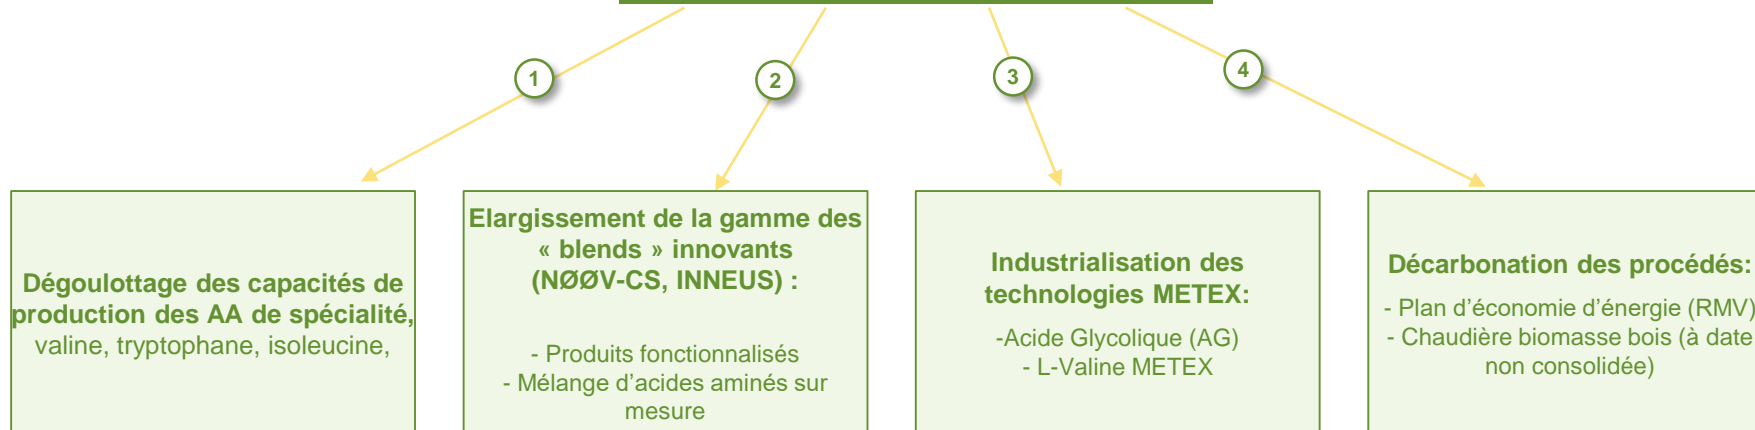 1
2
3
4
Dégoulottage des capacités de
production des AA de spécialité,
valine, tryptophane, isoleucine,
Elargissement de la gamme des
« blends » innovants
(NØØV-CS, INNEUS) :
- Produits fonctionnalisés
- Mélange d’acides aminés sur
mesure
Industrialisation des
technologies METEX:
-Acide Glycolique (AG)
- L-Valine METEX
Décarbonation des procédés:
- Plan d’économie d’énergie (RMV)
- Chaudière biomasse bois (à date
non consolidée)